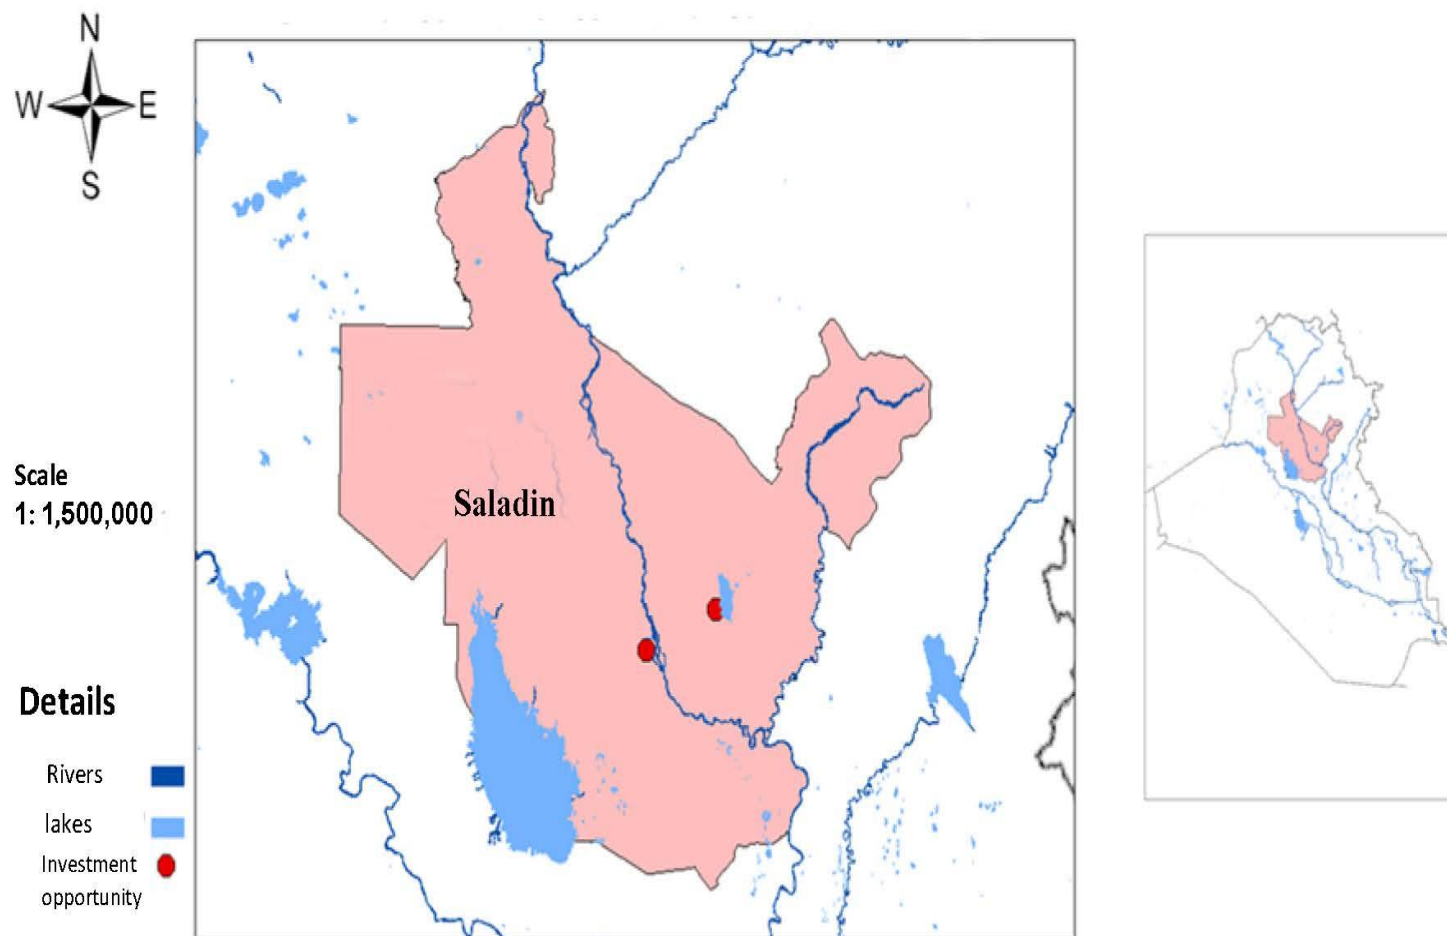 N
W E
S
Scale
1: 1,500,000
Saladin
Details
Rivers
lakes
Investment
opportunity